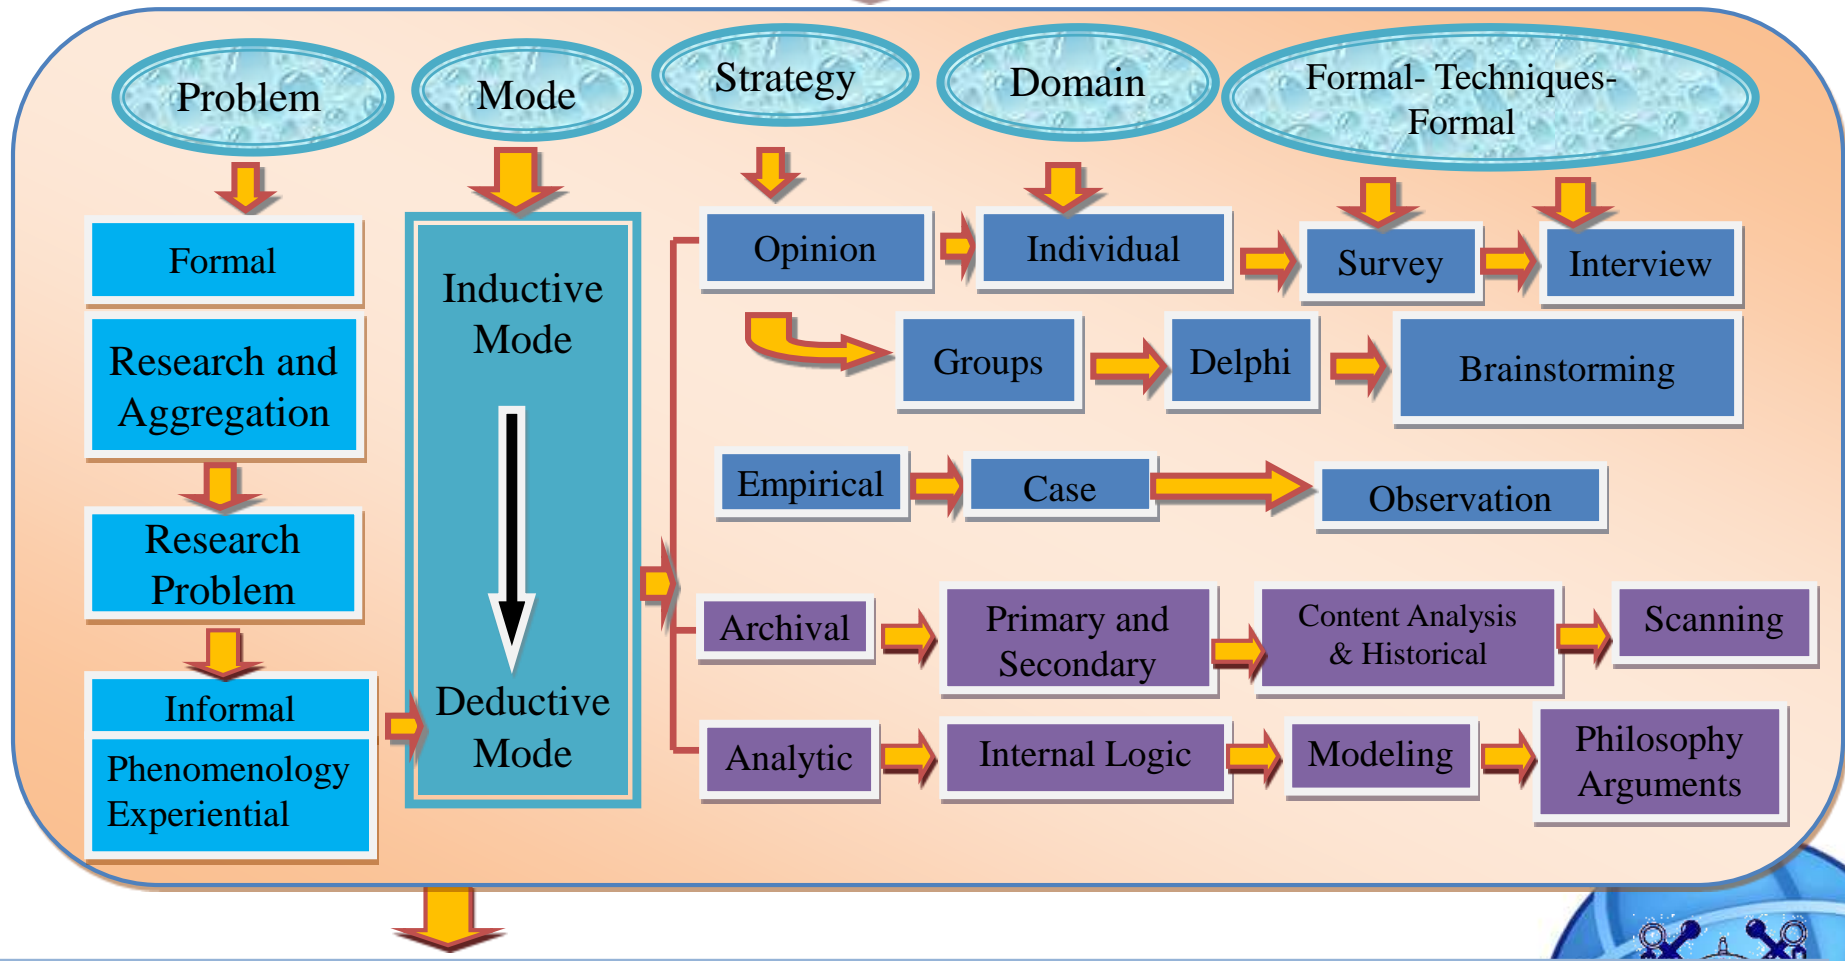 Problem
Mode
Strategy
Domain
Formal- Techniques-
Formal
Formal
Research and
Aggregation
Research
Problem
Informal
Phenomenology
Experiential
Inductive
Mode
Deductive
Mode
Opinion
Individual
Survey
Interview
Groups
Delphi
Brainstorming
Empirical
Case
Observation
Archival
Primary and
Secondary
Content Analysis
& Historical
Scanning
Analytic
Internal Logic
Modeling
Philosophy
Arguments